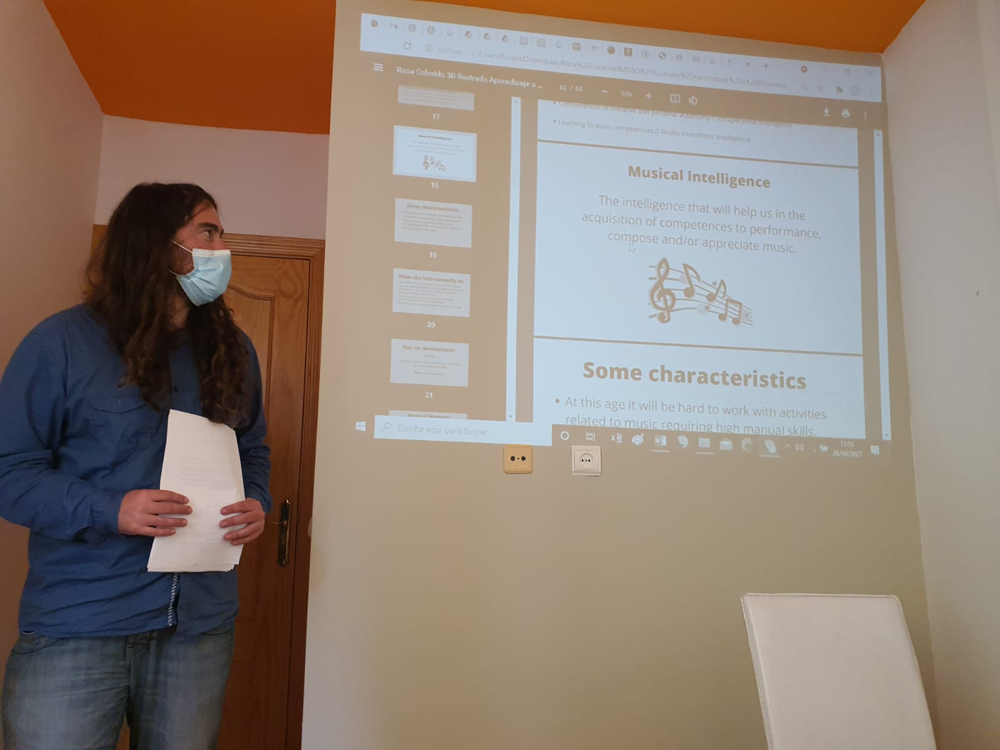 Archivo C:/Users/Putort/Downloads/Rosa%20Colorido%203D%20Ilustrado%20Aprendizaje%20a%20Distancia
Rosa Colorido 3D Ilustrado Aprendizaje a ...
18 / 61
80%
17
Musical Intelligence
18
Some characteristics
19
What the kids normally do
20
Key for development
21
Musical Memory
• Competences of initiative and personal autonomy Intrapersonal Intelligence
• Learning to learn competences Bodily-Kinesthetic Intelligence
Musical Intelligence
The intelligence that will help us in the
acquisition of competences to performance,
compose and/or appreciate music.
Some characteristics
• At this age it will be hard to work with activities
related to music requiring high manual skills.
Escribe aquí para buscar
11:55
26/04/2021